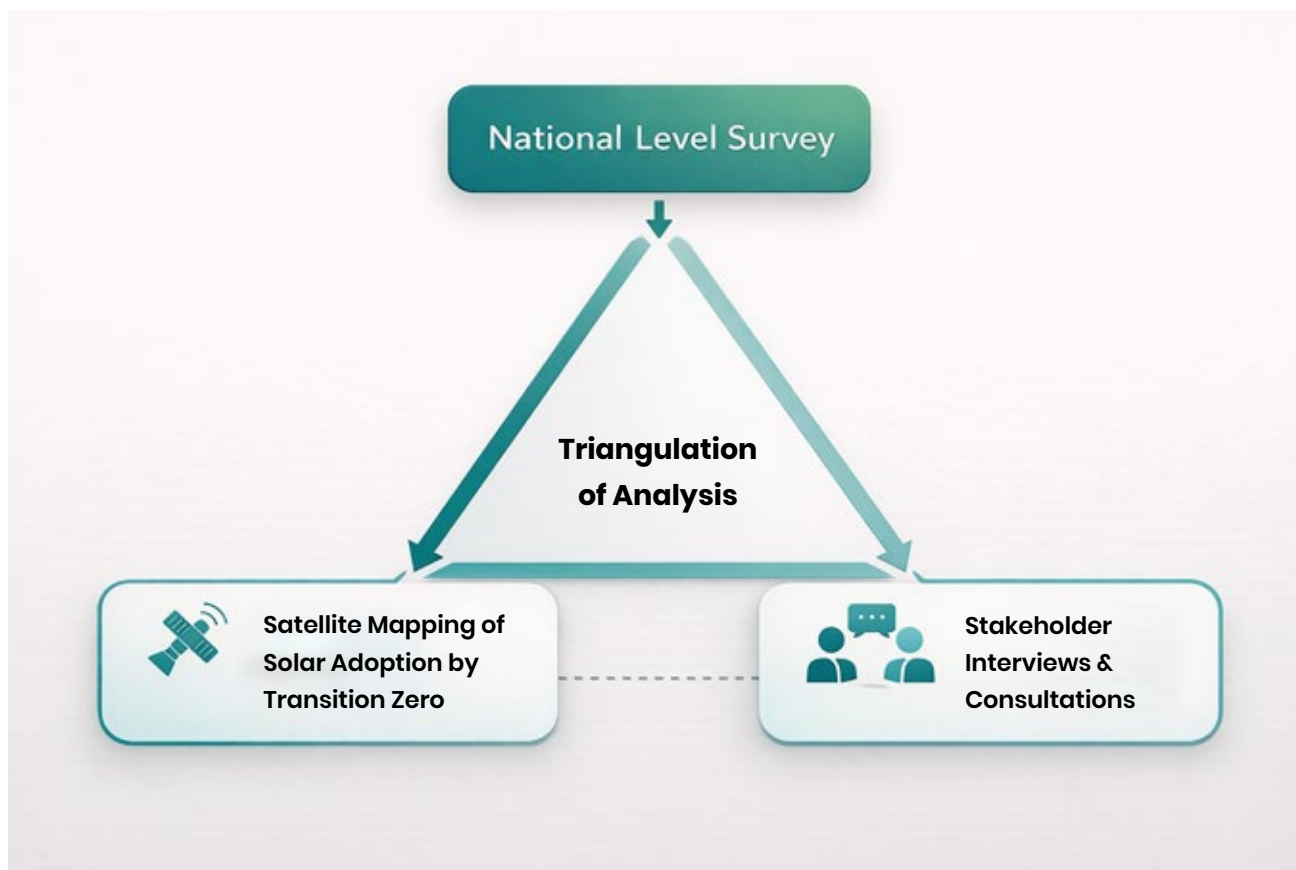 National Level Survey
Triangulation
of Analysis
Satellite Mapping of
Solar Adoption by
Transition Zero
Stakeholder
Interviews &
Consultations